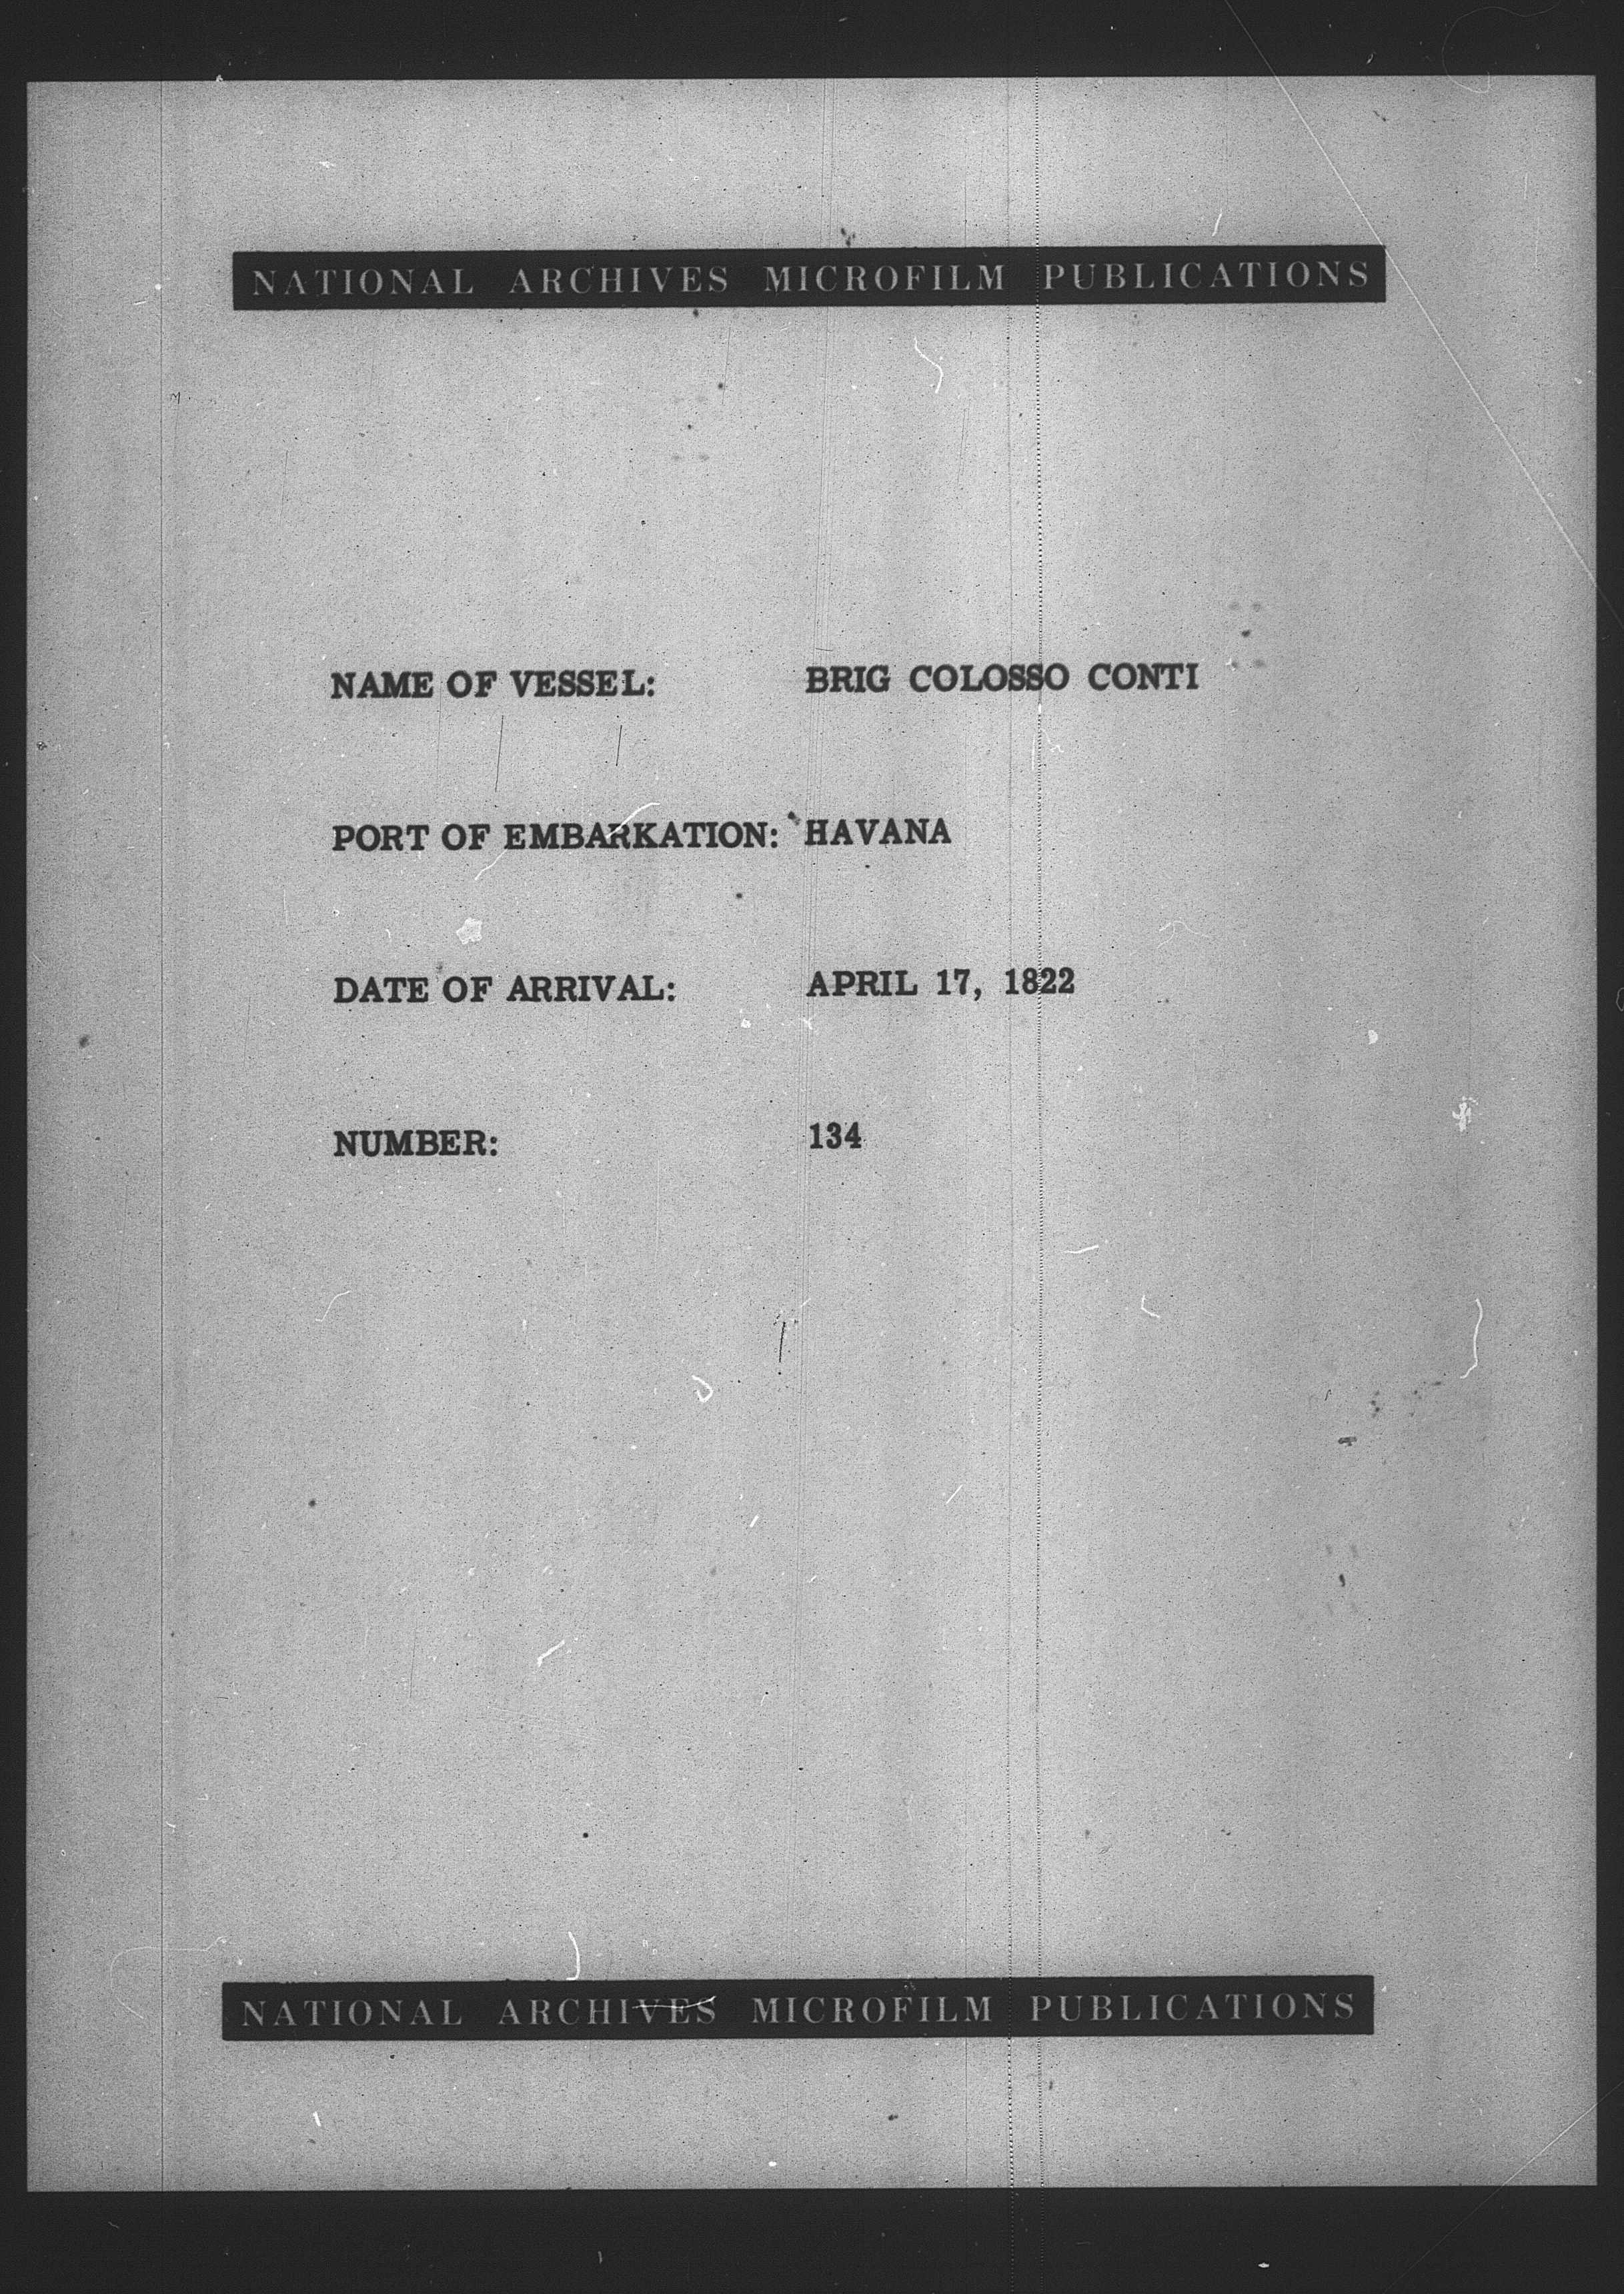 NATIONAL ARCHIVES MICROFILM PUBLICATIONS
NAME OF VESSEL: BRIG COLOSSO CONTI
PORT OF EMBARKATION: HAVANA
DATE OF ARRIVAL: APRIL 17, 1822
NUMBER: 134
NATIONAL ARCHIVES MICROFILM PUBLICATIONS